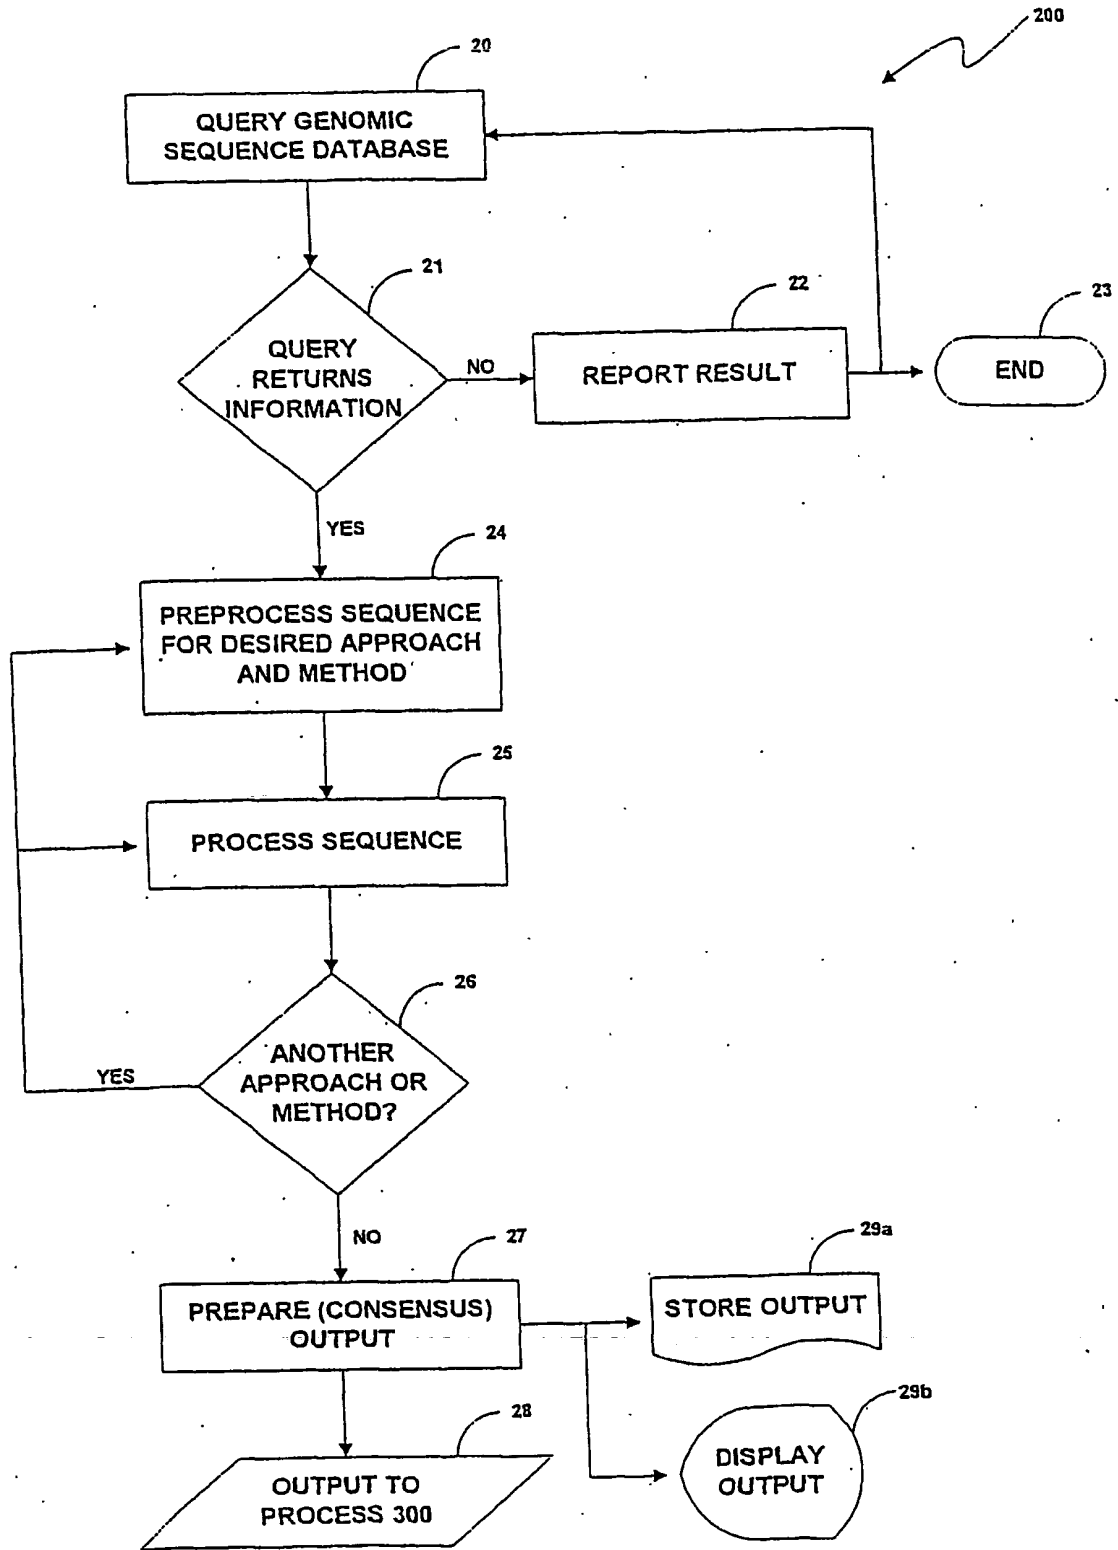 200
20
QUERY GENOMIC
SEQUENCE DATABASE
21
QUERY
RETURNS
INFORMATION
NO
22
REPORT RESULT
23
END
YES
24
PREPROCESS SEQUENCE
FOR DESIRED APPROACH
AND METHOD
25
PROCESS SEQUENCE
26
ANOTHER
APPROACH OR
METHOD?
YES
NO
27
PREPARE (CONSENSUS)
OUTPUT
29a
STORE OUTPUT
28
OUTPUT TO
PROCESS 300
29b
DISPLAY
OUTPUT